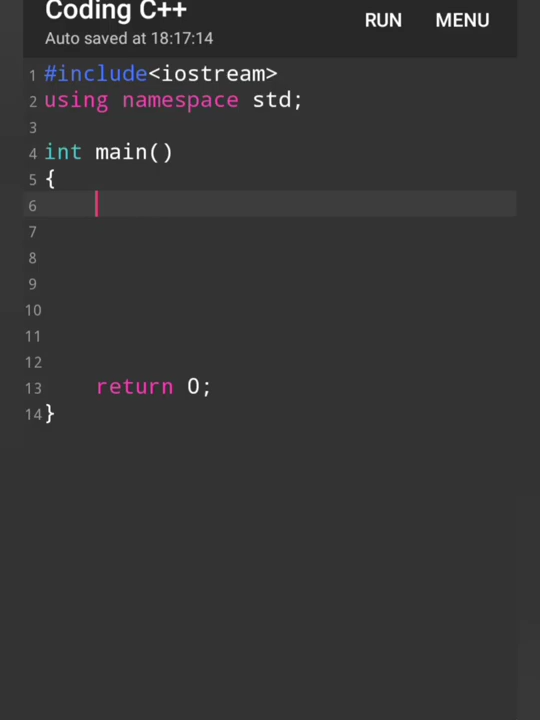 Coding C++
RUN
MENU
Auto saved at 18:17:14
1 #include<iostream>
2 using namespace std;
3
4 int main()
5 {
6
7
8
9
10
11
12
13 return 0;
14 }